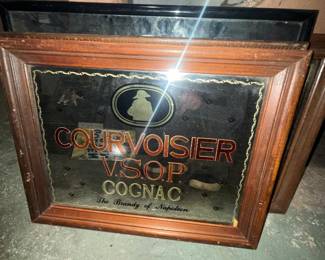 COURVOISIER
V.S.O.P
COGNAC
The Brandy of Napoleon